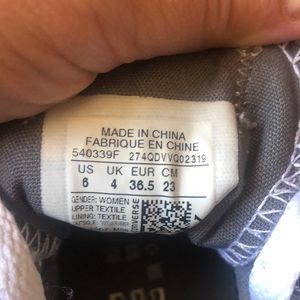 MADE IN CHINA
FABRIQUE EN CHINE
540339F 274QDVVQ02319
US UK EUR CM
6 4 36.5 23
GENDER: WOMEN
UPPER TEXTILE
LINING: TEXTILE
CONVERSE